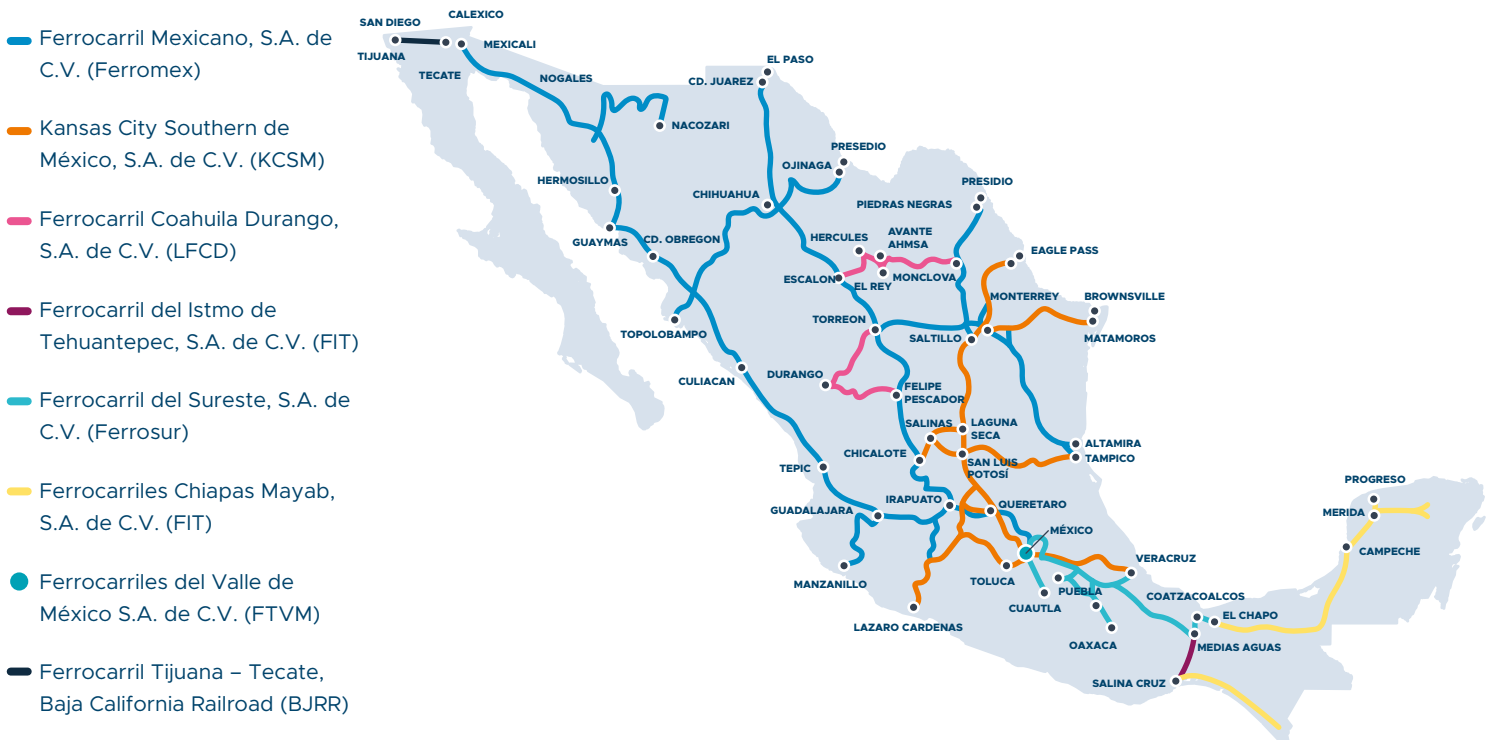 Ferrocarril Mexicano, S.A. de
C.V. (Ferromex)
Kansas City Southern de
México, S.A. de C.V. (KCSM)
Ferrocarril Coahuila Durango,
S.A. de C.V. (LFCD)
Ferrocarril del Istmo de
Tehuantepec, S.A. de C.V. (FIT)
Ferrocarril del Sureste, S.A. de
C.V. (Ferrosur)
Ferrocarriles Chiapas Mayab,
S.A. de C.V. (FIT)
Ferrocarriles del Valle de
México S.A. de C.V. (FTVM)
Ferrocarril Tijuana – Tecate,
Baja California Railroad (BJRR)
CALEXICO
SAN DIEGO
MEXICALI
TIJUANA
TECATE
NOGALES
EL PASO
CD. JUAREZ
NACOZARI
PRESEDIO
OJINAGA
HERMOSILLO
CHIHUAHUA
PRESIDIO
PIEDRAS NEGRAS
GUAYMAS
CD. OBREGON
HERCULES
AVANTE
AHMSA
EAGLE PASS
ESCALON
EL REY
MONCLOVA
MONTERREY
BROWNSVILLE
TORREON
TOPOLOBAMPO
SALTILLO
MATAMOROS
CULIACAN
DURANGO
FELIPE
PESCADOR
SALINAS
LAGUNA
SECA
ALTAMIRA
CHICALOTE
TAMPICO
TEPIC
SAN LUIS
POTOSÍ
PROGRESO
IRAPUATO
QUERETARO
GUADALAJARA
MERIDA
MÉXICO
CAMPECHE
VERACRUZ
MANZANILLO
TOLUCA
PUEBLA
COATZACOALCOS
CUAUTLA
EL CHAPO
LAZARO CARDENAS
OAXACA
MEDIAS AGUAS
SALINA CRUZ